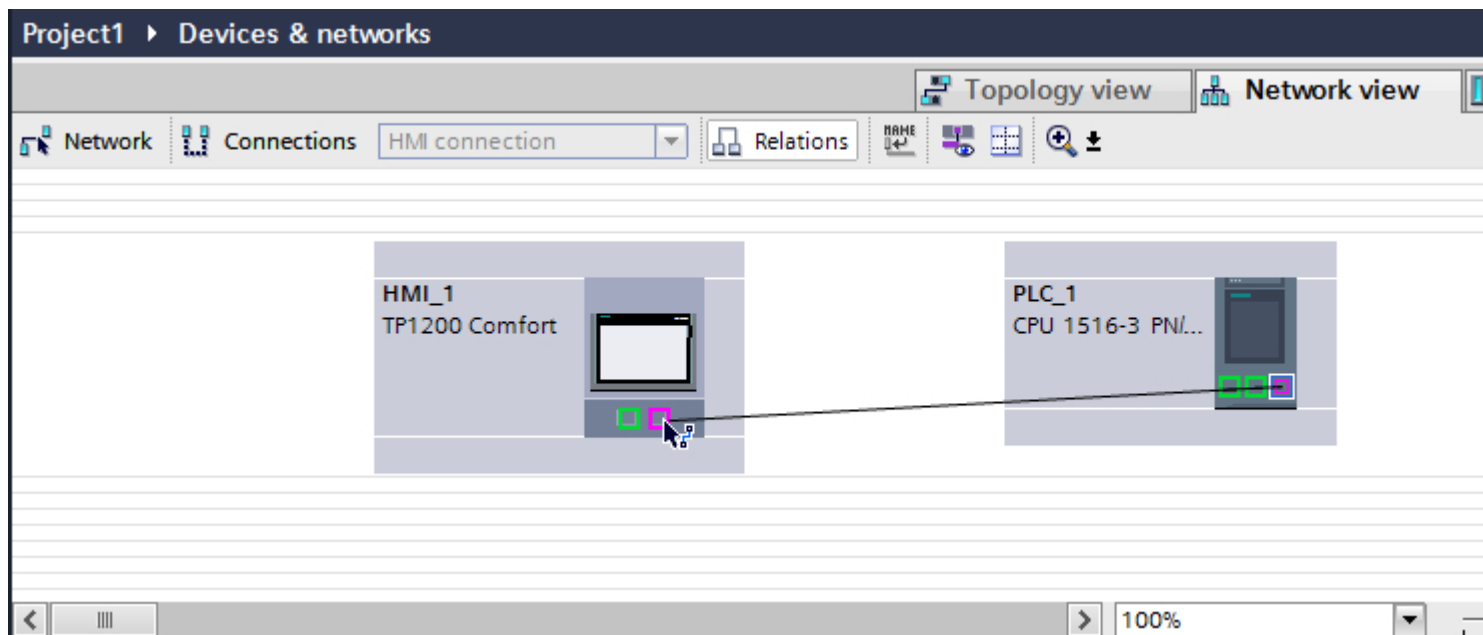 Project1 ▸ Devices & networks
Topology view Network view
Network Connections HMI connection Relations
HMI_1
TP1200 Comfort
PLC_1
CPU 1516-3 PN/...
100%